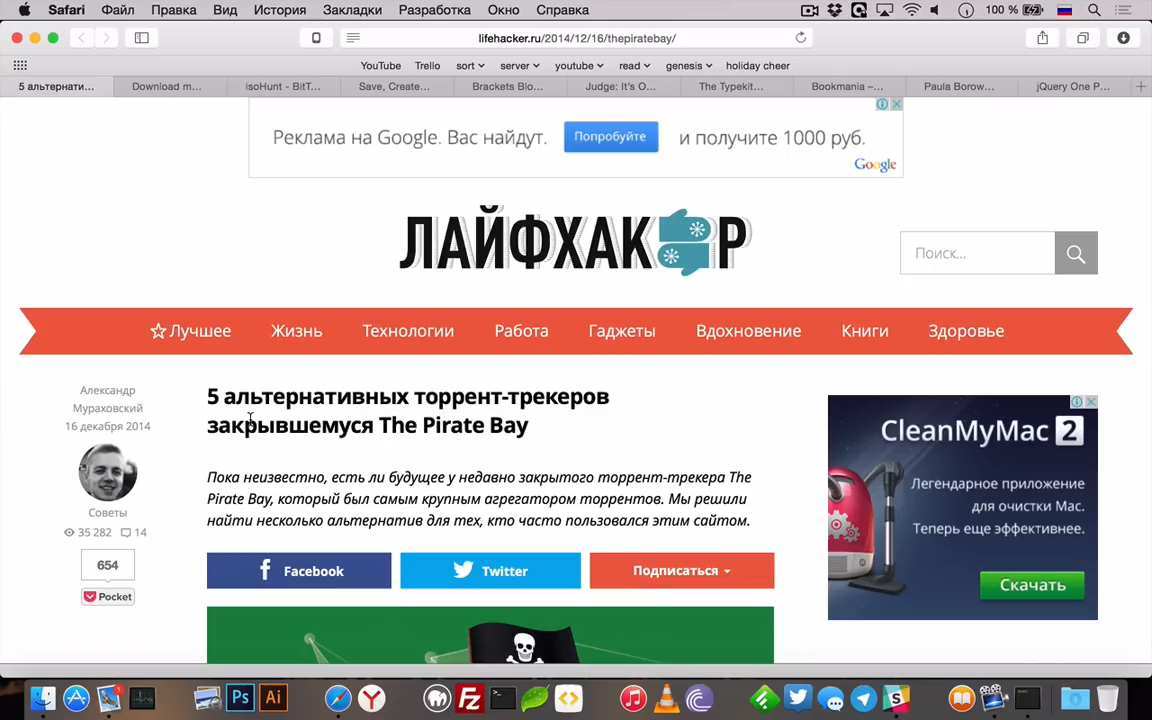 Safari Файл Правка Вид История Закладки Разработка Окно Справка 100 %
lifehacker.ru/2014/12/16/thepiratebay/
YouTube Trello sort server youtube read genesis holiday cheer
5 альтернати... Download m... isoHunt - BitT... Save, Create... Brackets Blo... Judge: It's O... The Typekit... Bookmania –... Paula Borow... jQuery One P...
Реклама на Google. Вас найдут. Попробуйте и получите 1000 руб.
Google
ЛАЙФХАКЕР
Поиск...
Лучшее Жизнь Технологии Работа Гаджеты Вдохновение Книги Здоровье
Александр
Мураховский
16 декабря 2014
Советы
35 282 14
654
Pocket
5 альтернативных торрент-трекеров
закрывшемуся The Pirate Bay
Пока неизвестно, есть ли будущее у недавно закрытого торрент-трекера The
Pirate Bay, который был самым крупным агрегатором торрентов. Мы решили
найти несколько альтернатив для тех, кто часто пользовался этим сайтом.
Facebook Twitter Подписаться
CleanMyMac 2
Легендарное приложение
для очистки Mac.
Теперь еще эффективнее.
Скачать
Ps Ai Fz